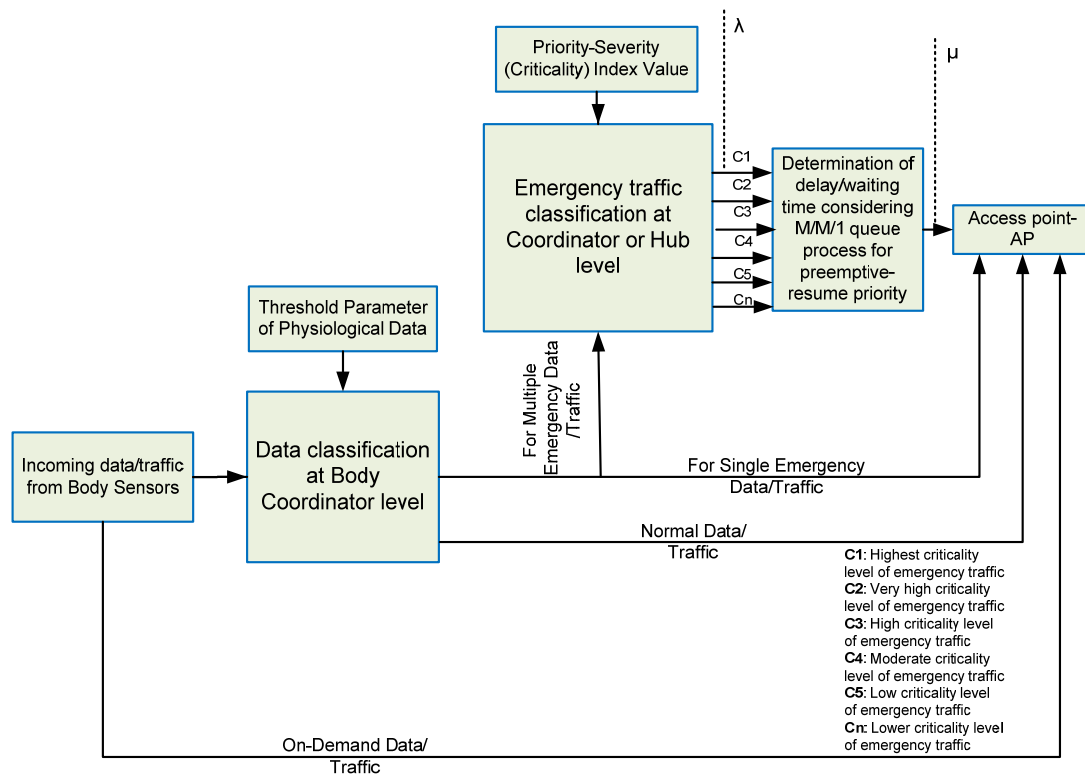 λ
μ
Priority-Severity
(Criticality) Index Value
Emergency traffic
classification at
Coordinator or Hub
level
C1
C2
C3
C4
C5
Cn
Determination of
delay/waiting
time considering
M/M/1 queue
process for
preemptive-
resume priority
Access point-
AP
Threshold Parameter
of Physiological Data
For Multiple
Emergency Data
/Traffic
Incoming data/traffic
from Body Sensors
Data classification
at Body
Coordinator level
For Single Emergency
Data/Traffic
Normal Data/
Traffic
C1: Highest criticality
level of emergency traffic
C2: Very high criticality
level of emergency traffic
C3: High criticality level
of emergency traffic
C4: Moderate criticality
level of emergency traffic
C5: Low criticality level
of emergency traffic
Cn: Lower criticality level
of emergency traffic
On-Demand Data/
Traffic